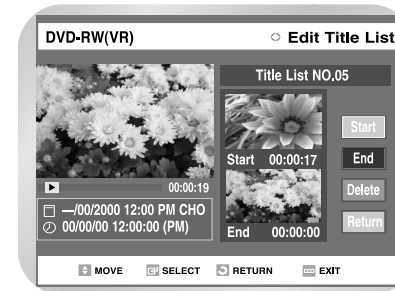 DVD-RW(VR)
Edit Title List
Title List NO.05
Start 00:00:17
End 00:00:00
Start
End
Delete
Return
00:00:19
—/00/2000 12:00 PM CHO
00/00/00 12:00:00 (PM)
MOVE SELECT RETURN EXIT